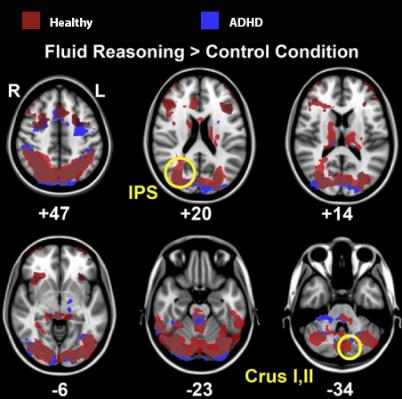 Healthy ADHD
Fluid Reasoning > Control Condition
R L
IPS
+47 +20 +14
Crus I,II
-6 -23 -34